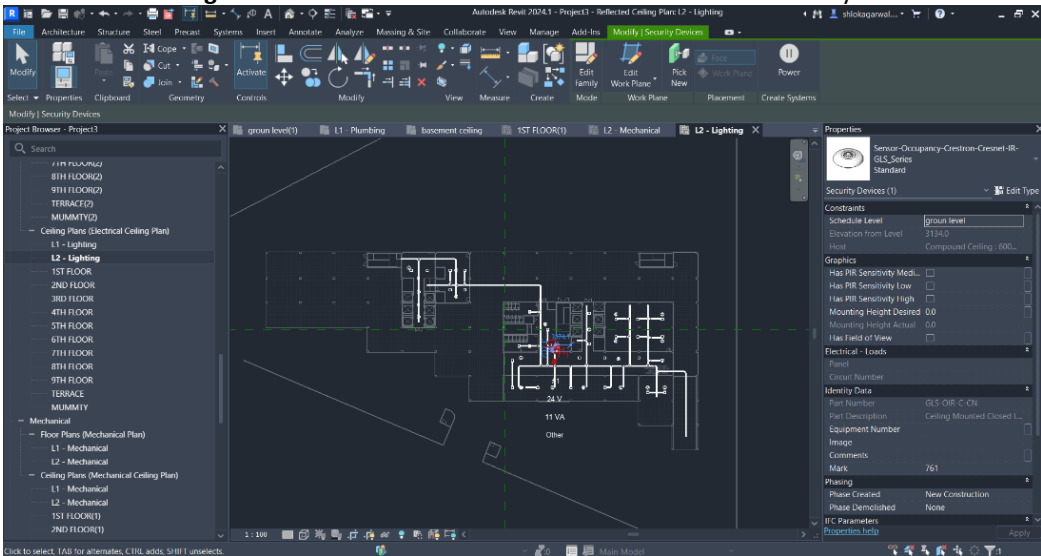 Autodesk Revit 2024.1 - Project3 - Reflected Ceiling Plan: L2 - Lighting
shlokagarwal...
File Architecture Structure Steel Precast Systems Insert Annotate Analyze Massing & Site Collaborate View Manage Add-Ins Modify | Security Devices
Modify
Paste
Cope
Cut
Join
Activate
Edit Family
Edit Work Plane
Pick New
Face
Work Plane
Power
Select Properties Clipboard Geometry Controls Modify View Measure Create Mode Work Plane Placement Create Systems
Modify | Security Devices
Project Browser - Project3
Search
7TH FLOOR(2)
8TH FLOOR(2)
9TH FLOOR(2)
TERRACE(2)
MUMMTY(2)
Ceiling Plans (Electrical Ceiling Plan)
L1 - Lighting
L2 - Lighting
1ST FLOOR
2ND FLOOR
3RD FLOOR
4TH FLOOR
5TH FLOOR
6TH FLOOR
7TH FLOOR
8TH FLOOR
9TH FLOOR
TERRACE
MUMMTY
Mechanical
Floor Plans (Mechanical Plan)
L1 - Mechanical
L2 - Mechanical
Ceiling Plans (Mechanical Ceiling Plan)
L1 - Mechanical
L2 - Mechanical
1ST FLOOR(1)
2ND FLOOR(1)
groun level(1) L1 - Plumbing basement ceiling 1ST FLOOR(1) L2 - Mechanical L2 - Lighting
24 V
11 VA
Other
1 : 100
Properties
Sensor-Occupancy-Crestron-Cresnet-IR-
GLS_Series
Standard
Security Devices (1) Edit Type
Constraints
Schedule Level groun level
Elevation from Level 3134.0
Host Compound Ceiling : 600...
Graphics
Has PIR Sensitivity Medi...
Has PIR Sensitivity Low
Has PIR Sensitivity High
Mounting Height Desired 0.0
Mounting Height Actual 0.0
Has Field of View
Electrical - Loads
Panel
Circuit Number
Identity Data
Part Number GLS-OIR-C-CN
Part Description Ceiling Mounted Closed L...
Equipment Number
Image
Comments
Mark 761
Phasing
Phase Created New Construction
Phase Demolished None
IFC Parameters
Properties help Apply
Click to select, TAB for alternates, CTRL adds, SHIFT unselects. :0 Main Model :1